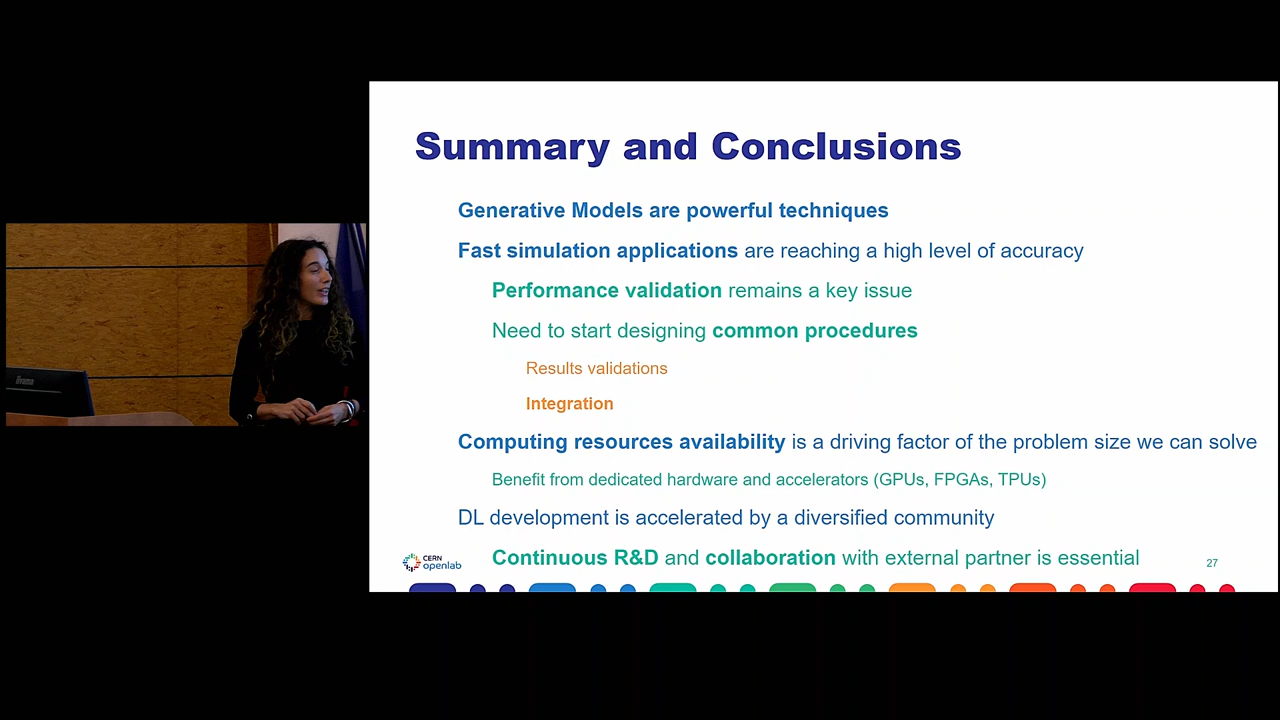 Summary and Conclusions
Generative Models are powerful techniques
Fast simulation applications are reaching a high level of accuracy
Performance validation remains a key issue
Need to start designing common procedures
Results validations
Integration
Computing resources availability is a driving factor of the problem size we can solve
Benefit from dedicated hardware and accelerators (GPUs, FPGAs, TPUs)
DL development is accelerated by a diversified community
Continuous R&D and collaboration with external partner is essential
CERN
openlab
27
iiyama